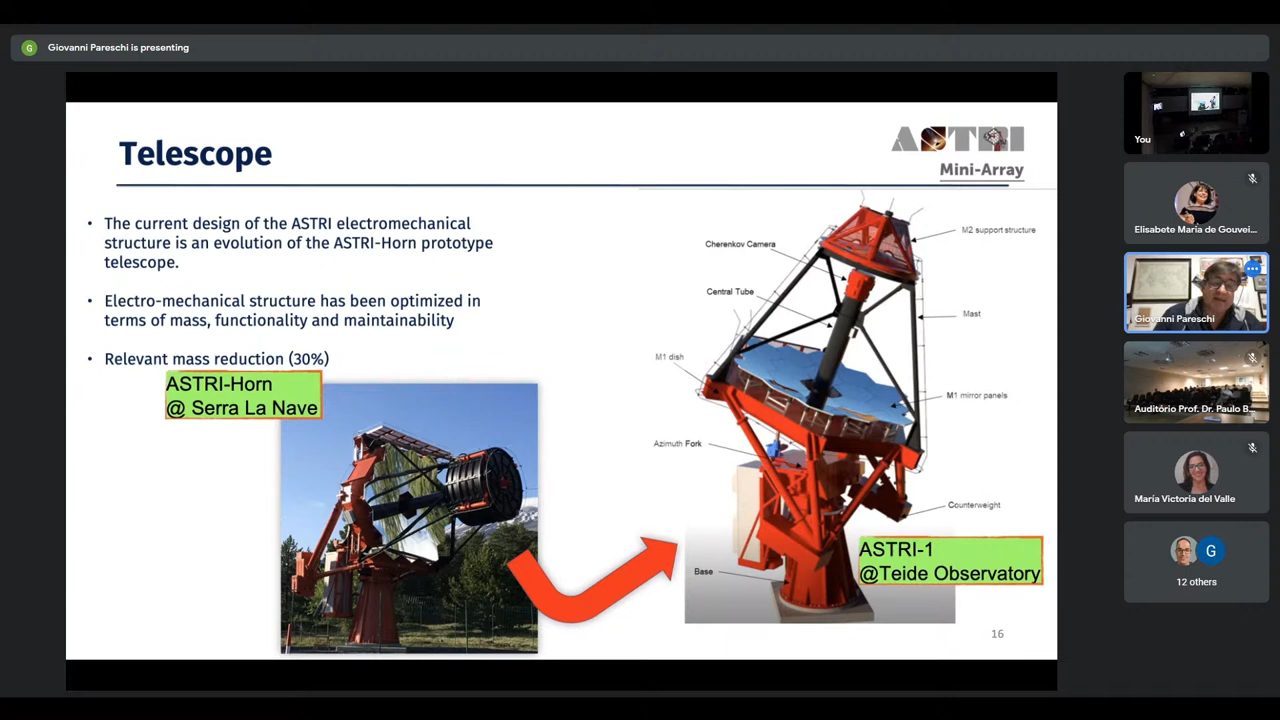 G
Giovanni Pareschi is presenting
Telescope
ASTRI
Mini-Array
• The current design of the ASTRI electromechanical
structure is an evolution of the ASTRI-Horn prototype
telescope.
• Electro-mechanical structure has been optimized in
terms of mass, functionality and maintainability
• Relevant mass reduction (30%)
ASTRI-Horn
@ Serra La Nave
M2 support structure
Cherenkov Camera
Central Tube
Mast
M1 dish
M1 mirror panels
Azimuth Fork
Counterweight
ASTRI-1
@Teide Observatory
Base
16
You
Elisabete Maria de Gouvei...
Giovanni Pareschi
Auditório Prof. Dr. Paulo B...
María Victoria del Valle
G
12 others